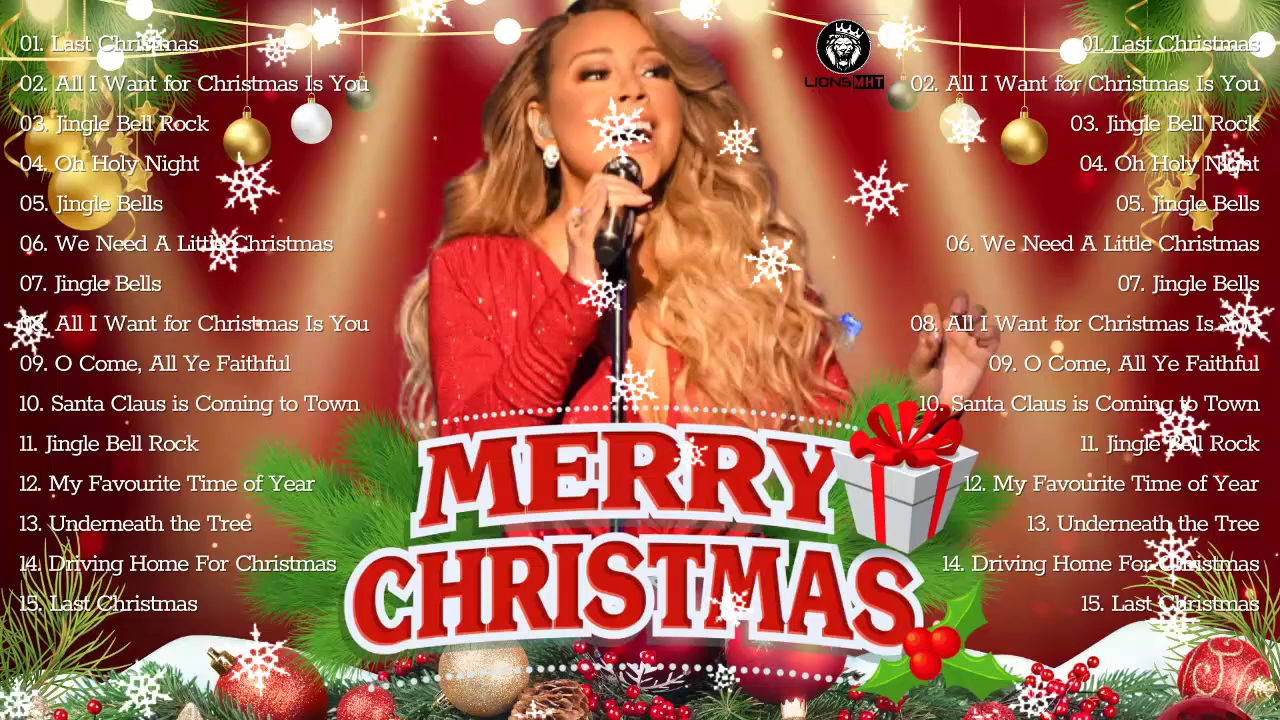 01. Last Christmas
02. All I Want for Christmas Is You
03. Jingle Bell Rock
04. Oh Holy Night
05. Jingle Bells
06. We Need A Little Christmas
07. Jingle Bells
08. All I Want for Christmas Is You
09. O Come, All Ye Faithful
10. Santa Claus is Coming to Town
11. Jingle Bell Rock
12. My Favourite Time of Year
13. Underneath the Tree
14. Driving Home For Christmas
15. Last Christmas
LIONS MHT
MERRY
CHRISTMAS
01. Last Christmas
02. All I Want for Christmas Is You
03. Jingle Bell Rock
04. Oh Holy Night
05. Jingle Bells
06. We Need A Little Christmas
07. Jingle Bells
08. All I Want for Christmas Is You
09. O Come, All Ye Faithful
10. Santa Claus is Coming to Town
11. Jingle Bell Rock
12. My Favourite Time of Year
13. Underneath the Tree
14. Driving Home For Christmas
15. Last Christmas